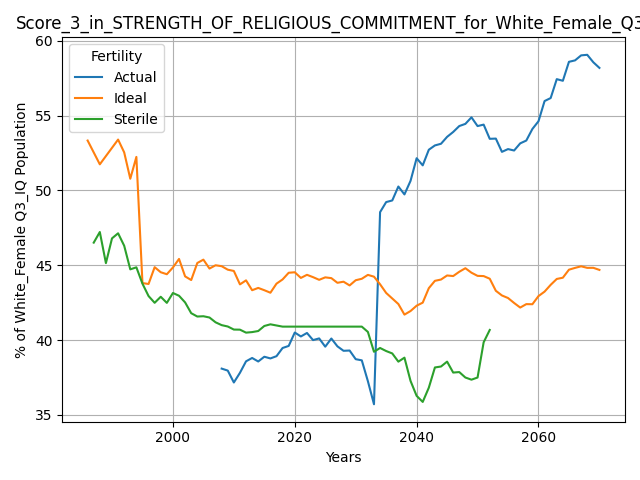 Score_3_in_STRENGTH_OF_RELIGIOUS_COMMITMENT_for_White_Female_Q3
Fertility
Actual
Ideal
Sterile
% of White_Female Q3_IQ Population
60
55
50
45
40
35
2000
2020
2040
2060
Years